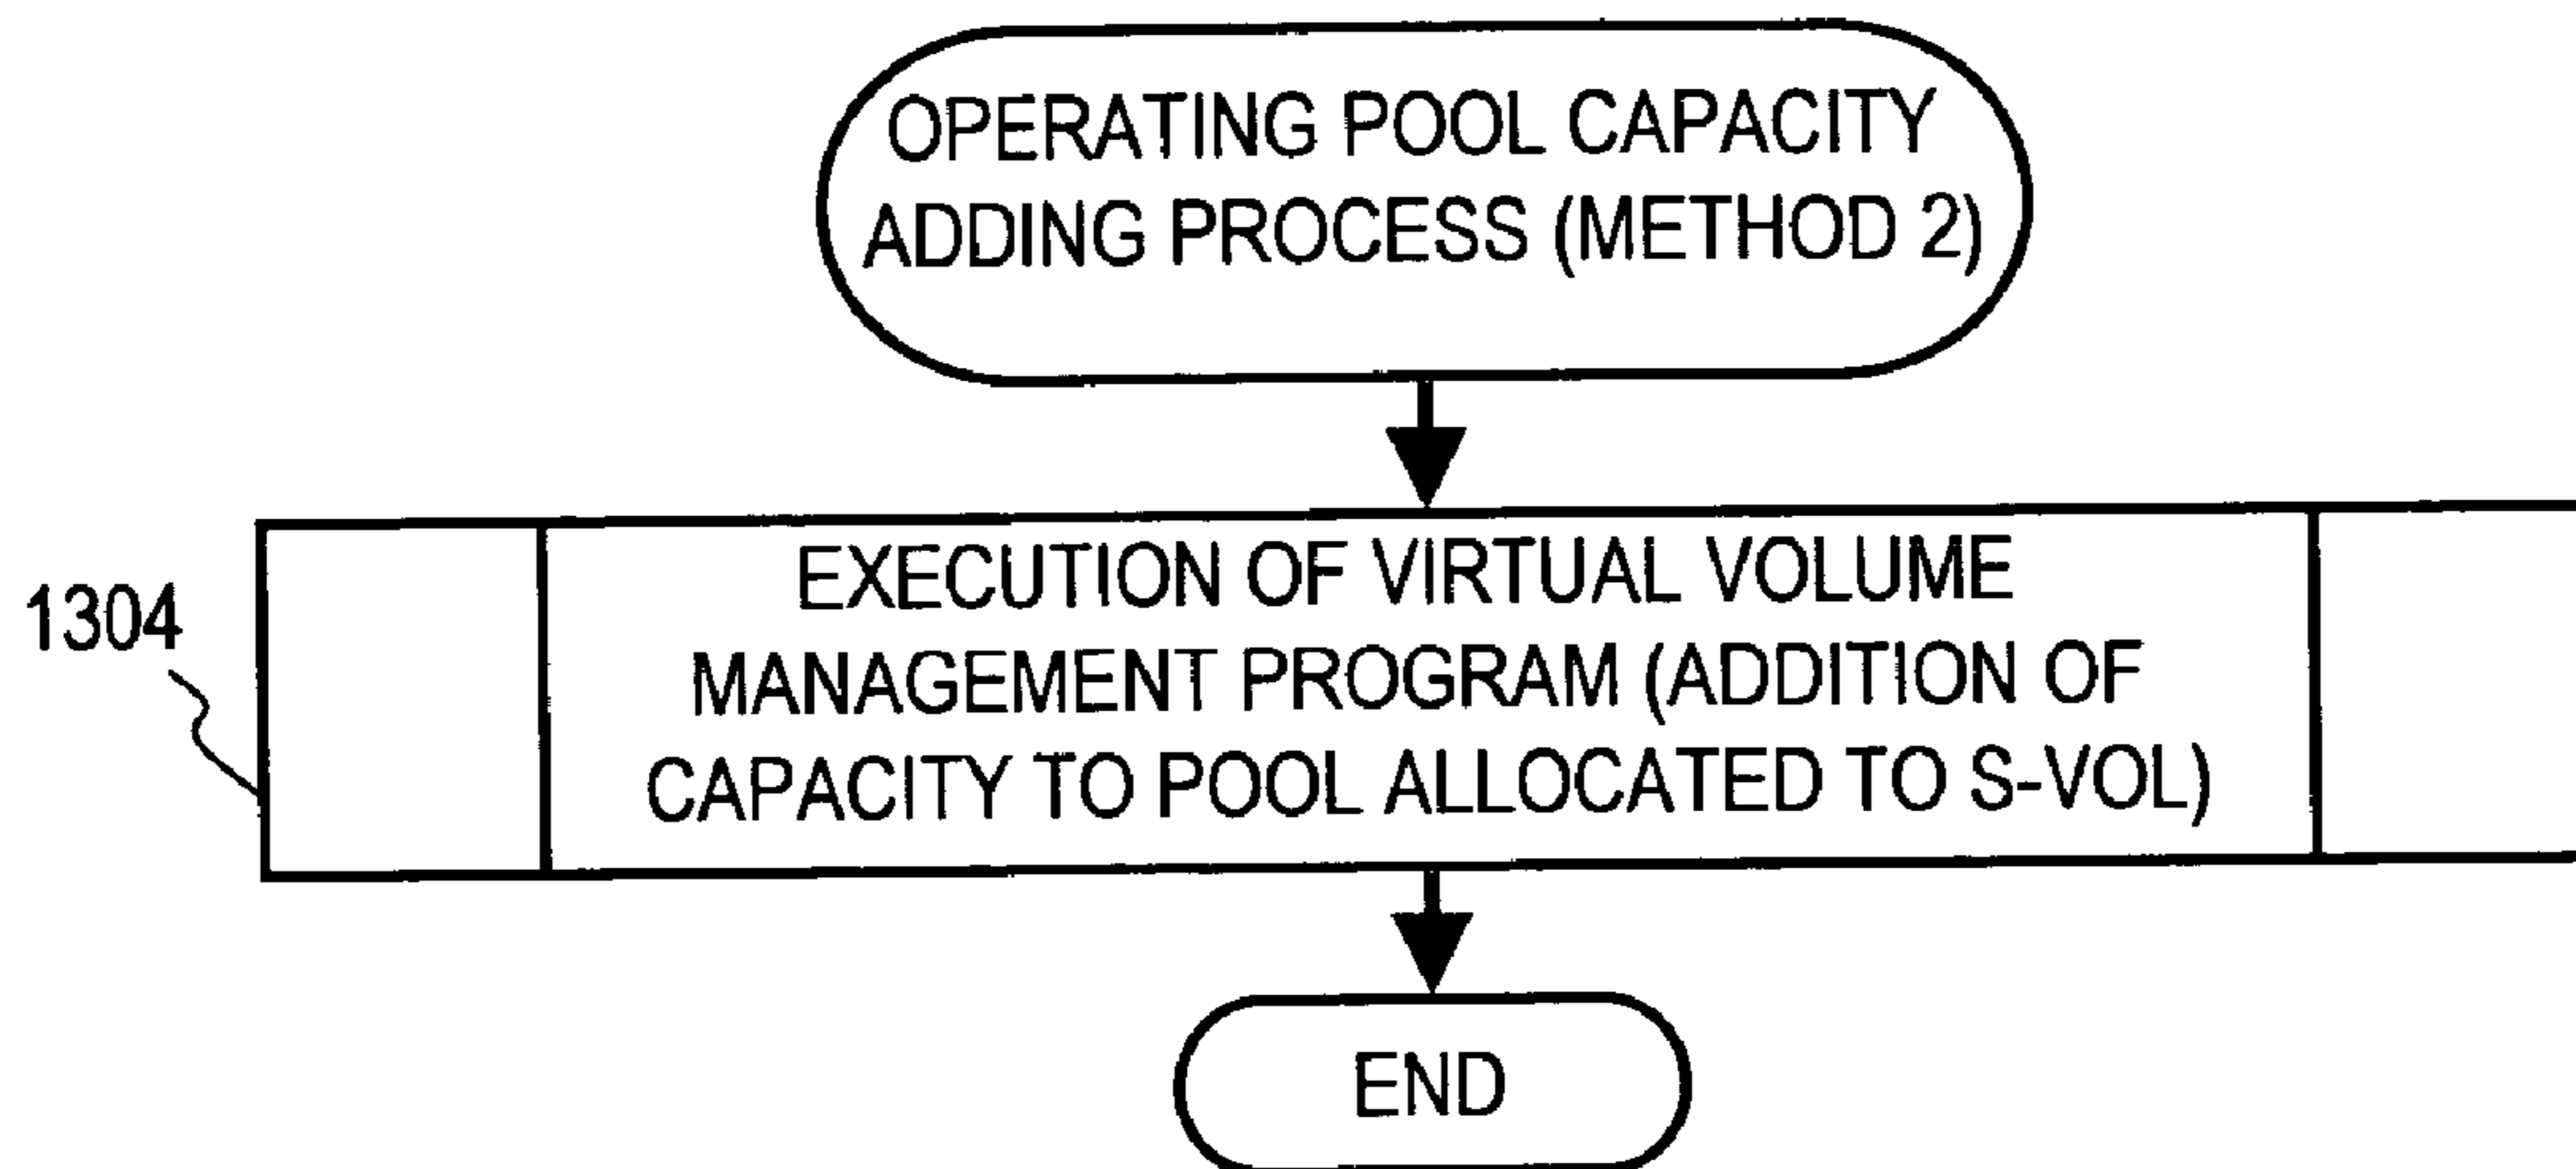 OPERATING POOL CAPACITY
ADDING PROCESS (METHOD 2)
1304
EXECUTION OF VIRTUAL VOLUME
MANAGEMENT PROGRAM (ADDITION OF
CAPACITY TO POOL ALLOCATED TO S-VOL)
END